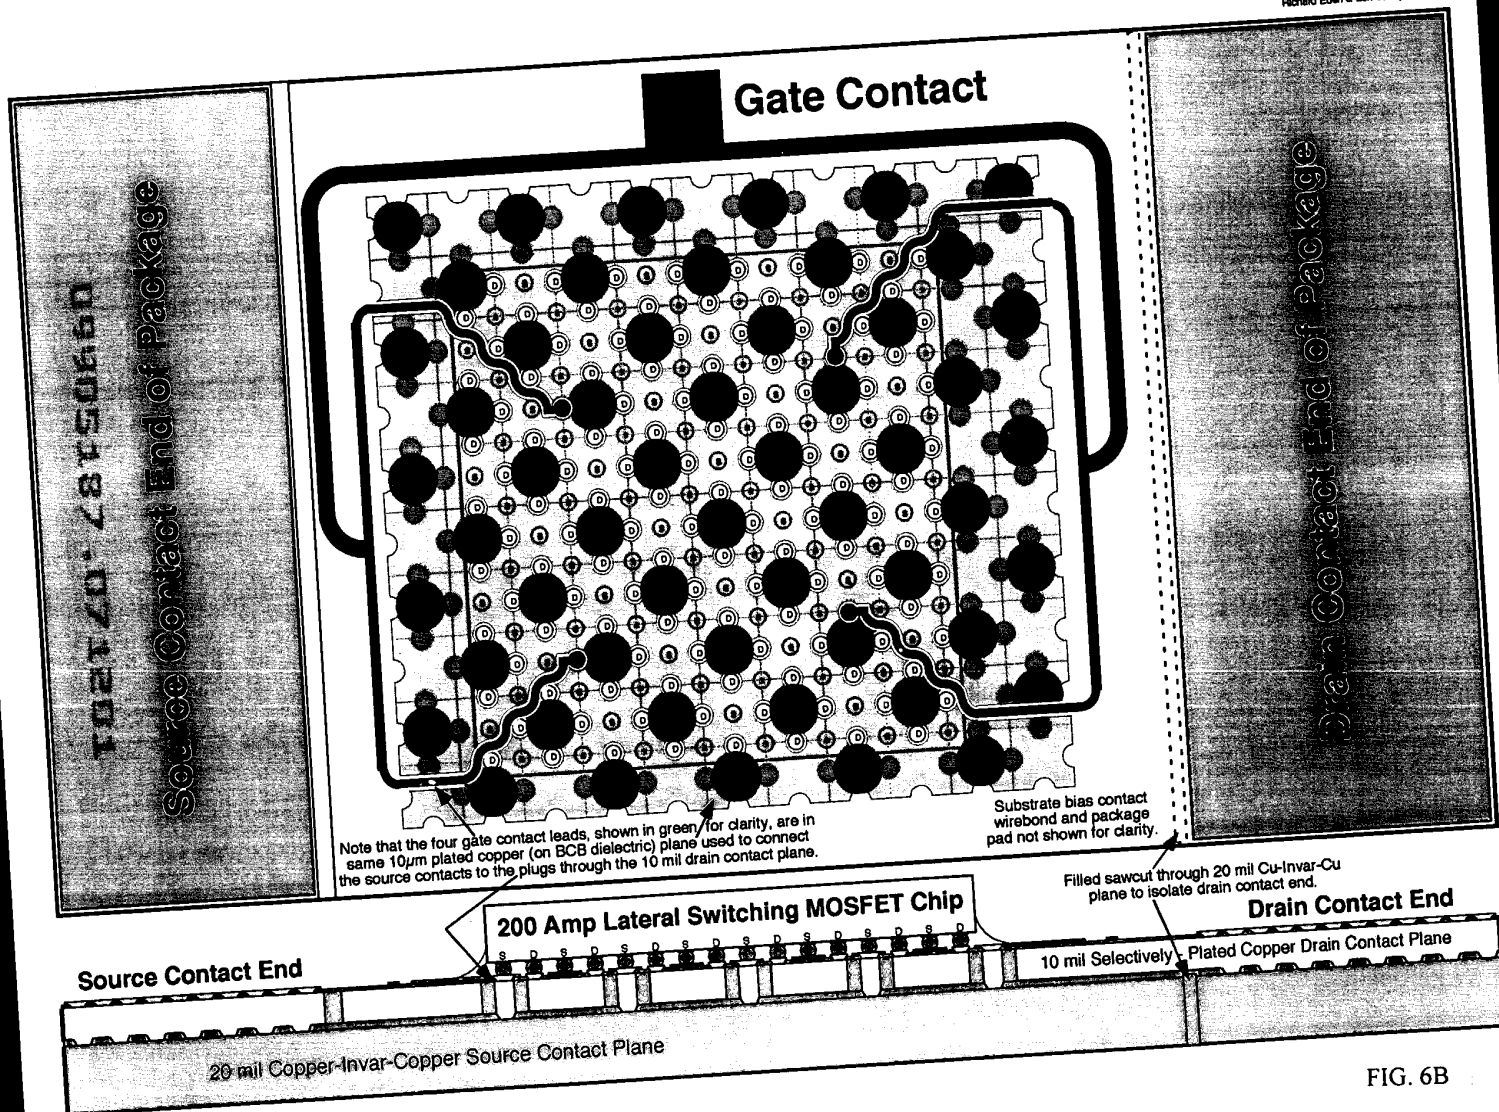 Gate Contact
Source Contact End of Package
09905187.071201
Drain Contact End of Package
Note that the four gate contact leads, shown in green, for clarity, are in
same 10µm plated copper (on BCB dielectric) plane used to connect
the source contacts to the plugs through the 10 mil drain contact plane.
Substrate bias contact
wirebond and package
pad not shown for clarity.
Filled sawcut through 20 mil Cu-Invar-Cu
plane to isolate drain contact end.
200 Amp Lateral Switching MOSFET Chip
S D S D S D S D S D S D S D S D
Source Contact End
Drain Contact End
10 mil Selectively - Plated Copper Drain Contact Plane
20 mil Copper-Invar-Copper Source Contact Plane
FIG. 6B